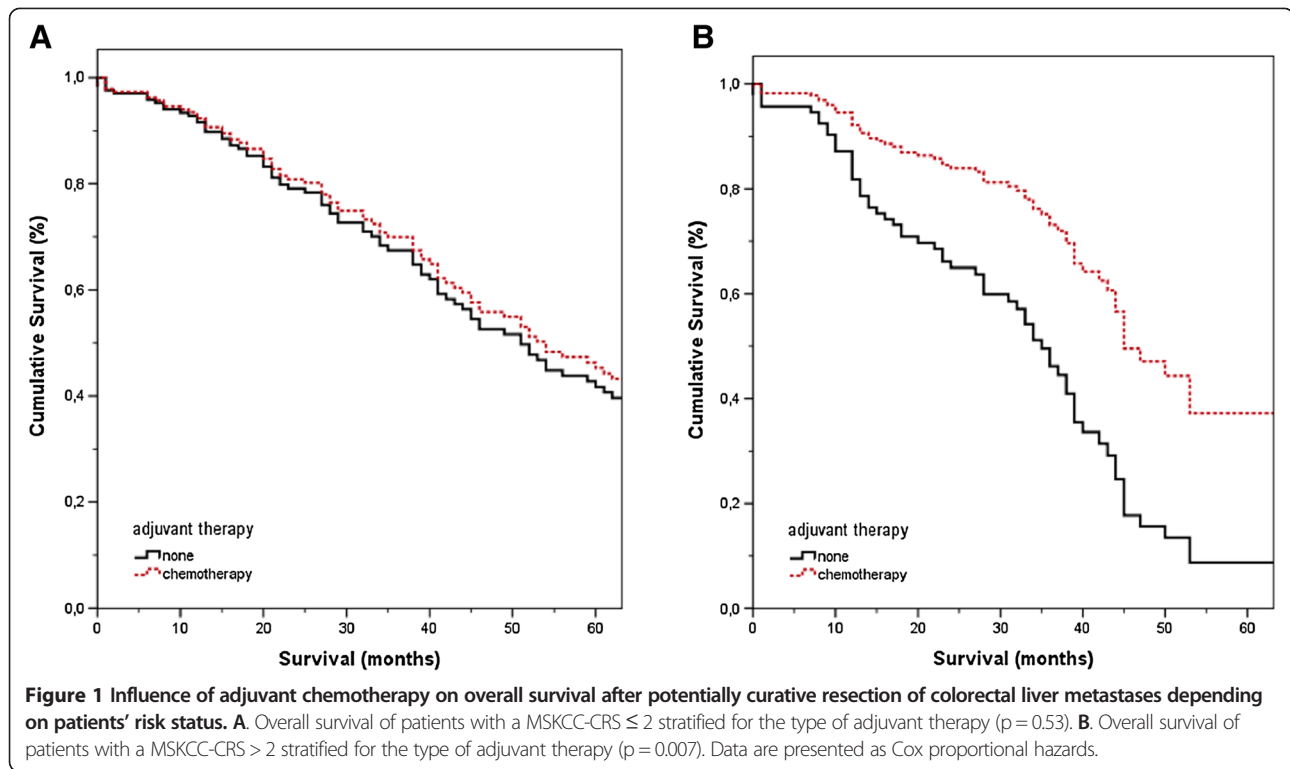 A
B
1,0
0,8
0,6
0,4
0,2
0,0
Cumulative Survival (%)
adjuvant therapy
none
chemotherapy
0 10 20 30 40 50 60
Survival (months)
1,0
0,8
0,6
0,4
0,2
0,0
Cumulative Survival (%)
adjuvant therapy
none
chemotherapy
0 10 20 30 40 50 60
Survival (months)
Figure 1 Influence of adjuvant chemotherapy on overall survival after potentially curative resection of colorectal liver metastases depending
on patients' risk status. A. Overall survival of patients with a MSKCC-CRS ≤ 2 stratified for the type of adjuvant therapy (p = 0.53). B. Overall survival of
patients with a MSKCC-CRS > 2 stratified for the type of adjuvant therapy (p = 0.007). Data are presented as Cox proportional hazards.